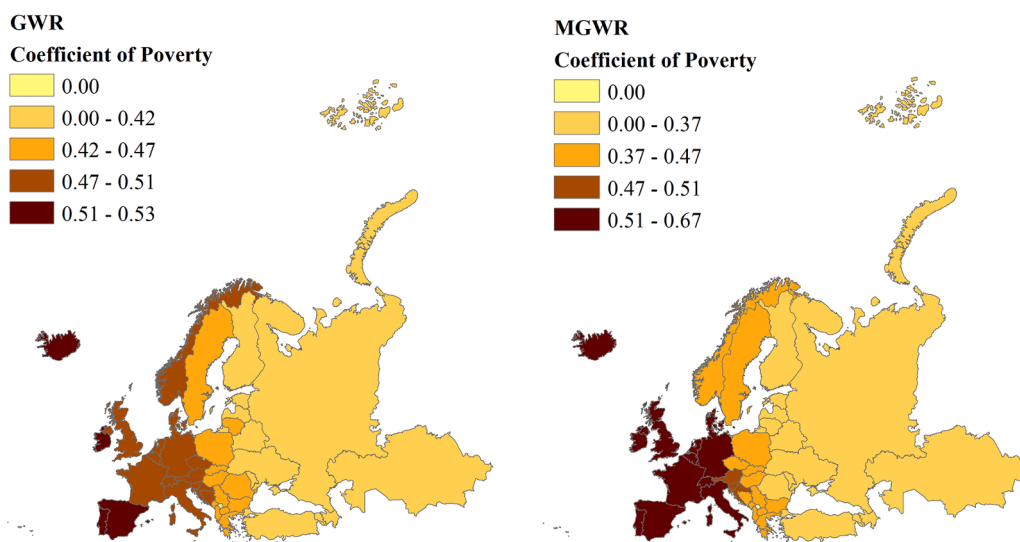 GWR
Coefficient of Poverty
0.00
0.00 - 0.42
0.42 - 0.47
0.47 - 0.51
0.51 - 0.53
MGWR
Coefficient of Poverty
0.00
0.00 - 0.37
0.37 - 0.47
0.47 - 0.51
0.51 - 0.67